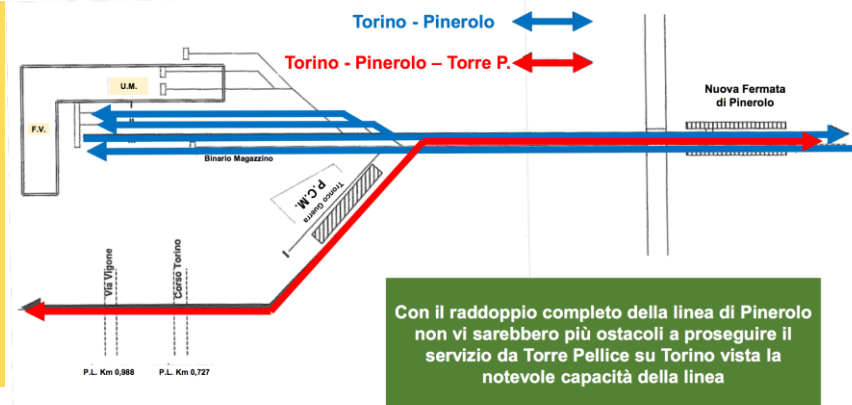 Torino - Pinerolo
Torino - Pinerolo – Torre P.
Nuova Fermata
di Pinerolo
U.M.
F.V.
Binario Magazzino
Tronco Guerra
P.C.M.
Via Vigone
Corso Torino
P.L. Km 0,988
P.L. Km 0,727
Con il raddoppio completo della linea di Pinerolo
non vi sarebbero più ostacoli a proseguire il
servizio da Torre Pellice su Torino vista la
notevole capacità della linea